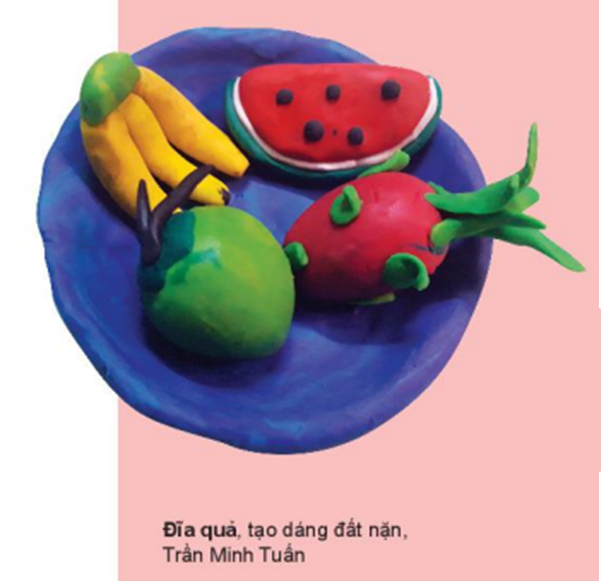 Đĩa quả, tạo dáng đất nặn,
Trần Minh Tuấn